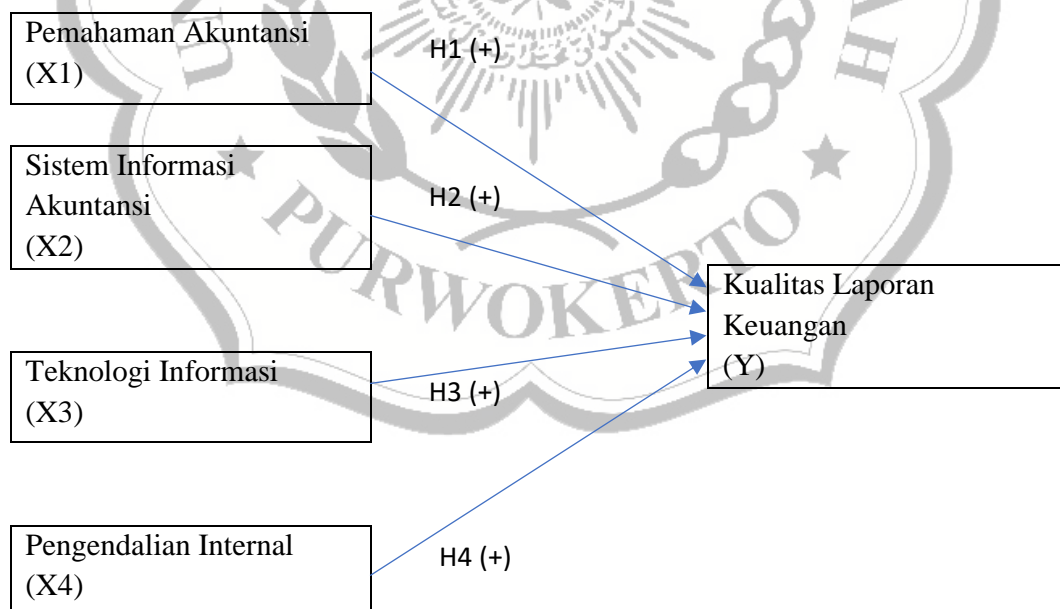 Pemahaman Akuntansi
(X1)
H1 (+)
Sistem Informasi
Akuntansi
(X2)
H2 (+)
PURWOKERTO
Kualitas Laporan
Keuangan
(Y)
Teknologi Informasi
(X3)
H3 (+)
Pengendalian Internal
(X4)
H4 (+)